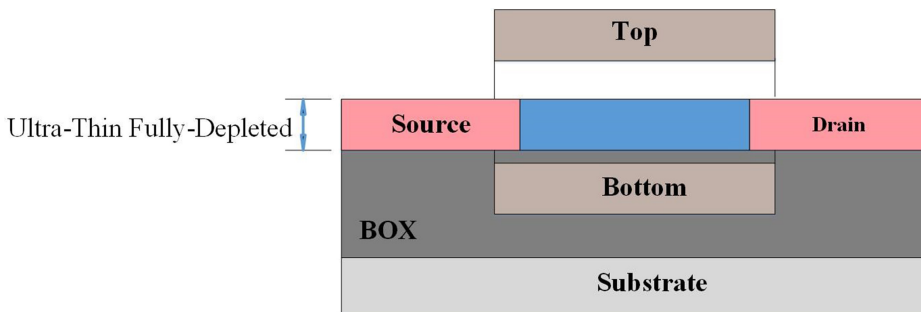 Top
Ultra-Thin Fully-Depleted
Source
Drain
Bottom
BOX
Substrate